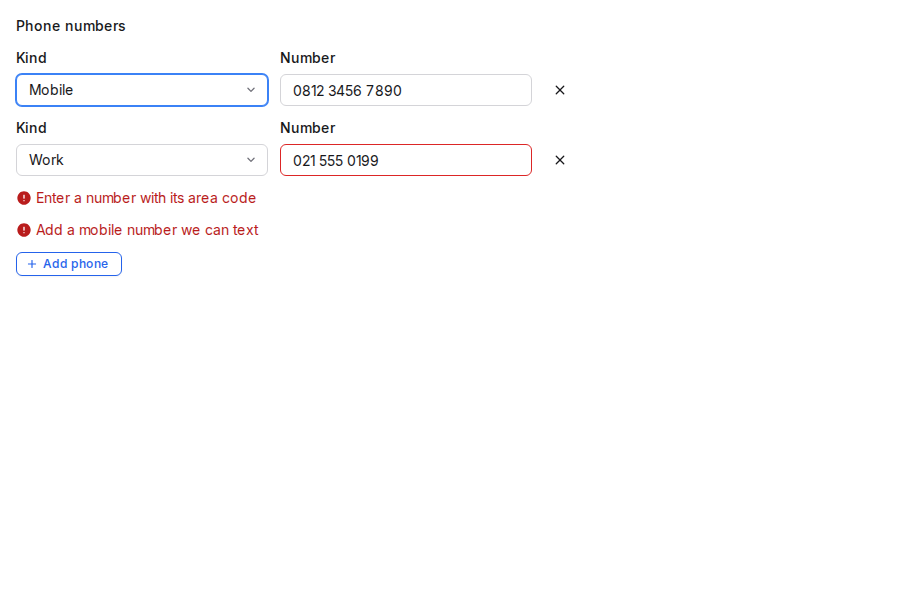 Phone numbers
Kind Number
Mobile 0812 3456 7890
Kind Number
Work 021 555 0199
Enter a number with its area code
Add a mobile number we can text
Add phone